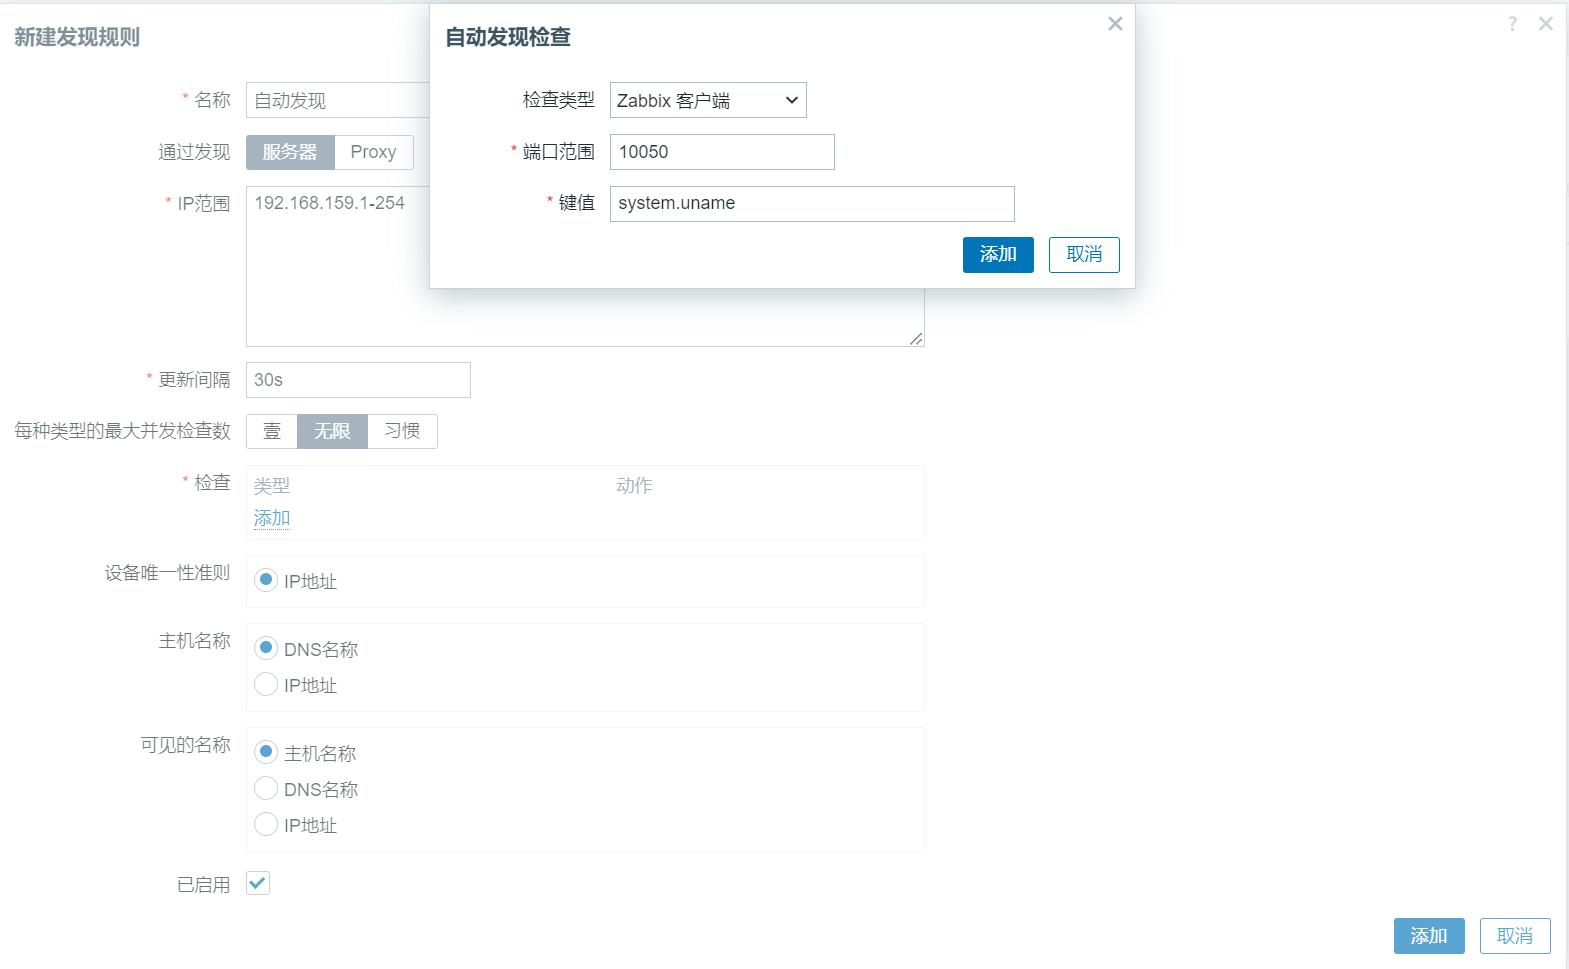 新建发现规则
?
* 名称 自动发现
通过发现 服务器 Proxy
* IP范围 192.168.159.1-254
自动发现检查
检查类型 Zabbix 客户端
* 端口范围 10050
* 键值 system.uname
添加 取消
* 更新间隔 30s
每种类型的最大并发检查数 壹 无限 习惯
* 检查 类型 动作
添加
设备唯一性准则 IP地址
主机名称 DNS名称
IP地址
可见的名称 主机名称
DNS名称
IP地址
已启用
添加 取消